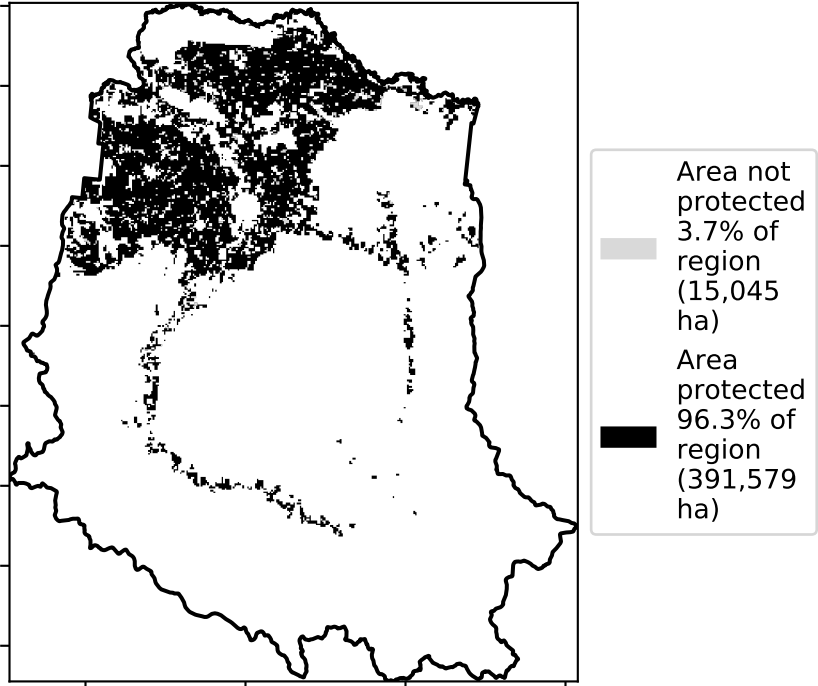 Area not
protected
3.7% of
region
(15,045
ha)
Area
protected
96.3% of
region
(391,579
ha)